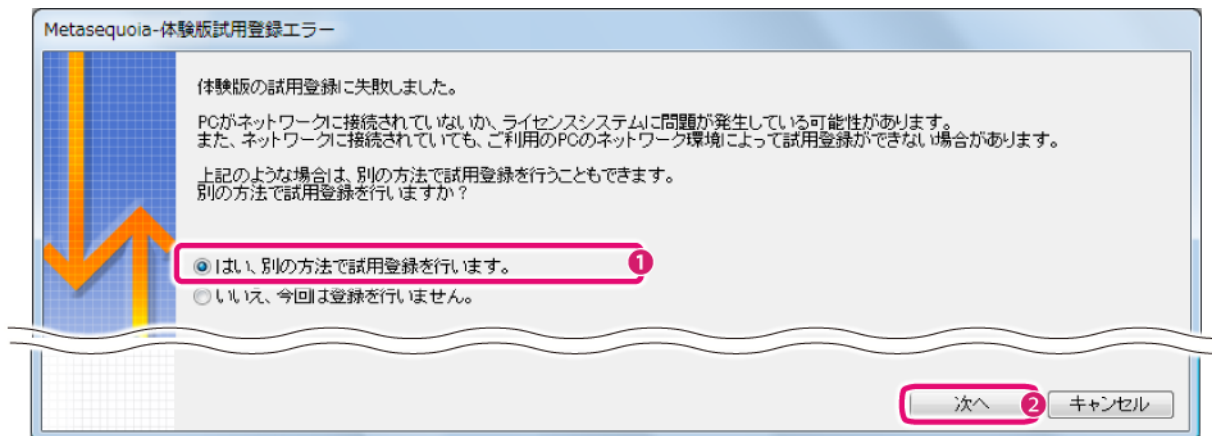 Metasequoia-体験版試用登録エラー
体験版の試用登録に失敗しました。
PCがネットワークに接続されていないか、ライセンスシステムに問題が発生している可能性があります。
また、ネットワークに接続されていても、ご利用のPCのネットワーク環境によって試用登録ができない場合があります。
上記のような場合は、別の方法で試用登録を行うこともできます。
別の方法で試用登録を行いますか？
はい、別の方法で試用登録を行います。 1
いいえ、今回は登録を行いません。
次へ 2 キャンセル